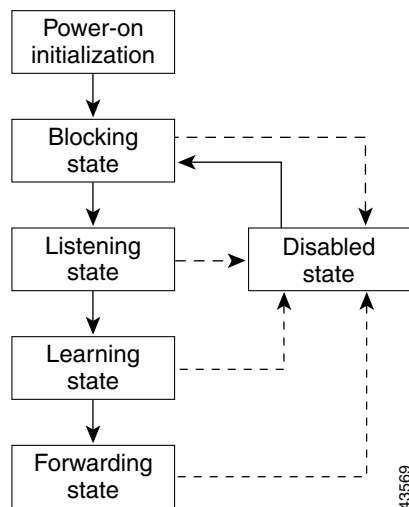 Power-on
initialization
Blocking
state
Listening
state
Disabled
state
Learning
state
Forwarding
state
43569